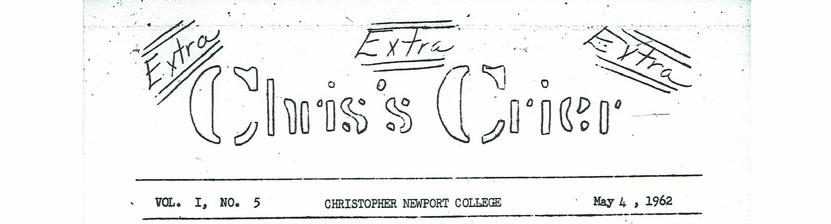 Extra Extra Extra
Chris's Crier
VOL. I, NO. 5 CHRISTOPHER NEWPORT COLLEGE May 4 , 1962